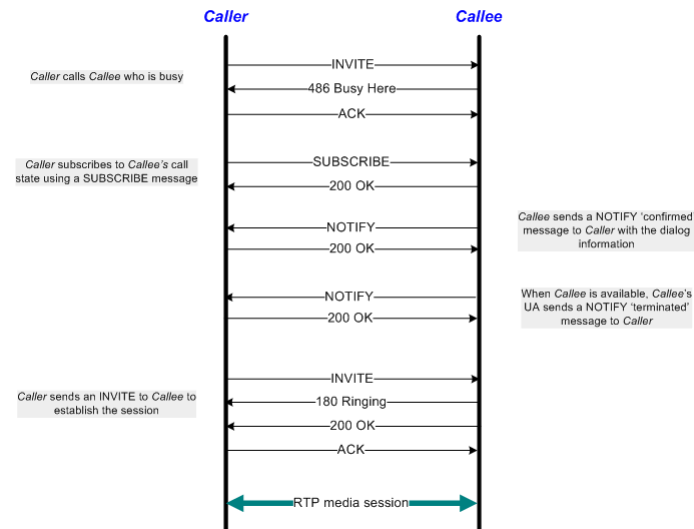 Caller
Callee
INVITE
Caller calls Callee who is busy
486 Busy Here
ACK
SUBSCRIBE
Caller subscribes to Callee's call
state using a SUBSCRIBE message
200 OK
NOTIFY
Callee sends a NOTIFY 'confirmed'
message to Caller with the dialog
information
200 OK
NOTIFY
When Callee is available, Callee's
UA sends a NOTIFY 'terminated'
message to Caller
200 OK
INVITE
Caller sends an INVITE to Callee to
establish the session
180 Ringing
200 OK
ACK
RTP media session